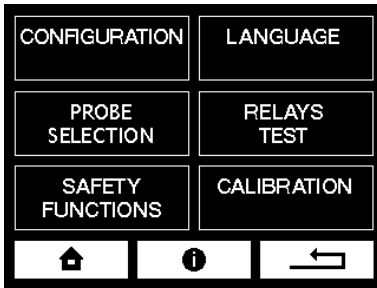 CONFIGURATION
LANGUAGE
PROBE
SELECTION
RELAYS
TEST
SAFETY
FUNCTIONS
CALIBRATION